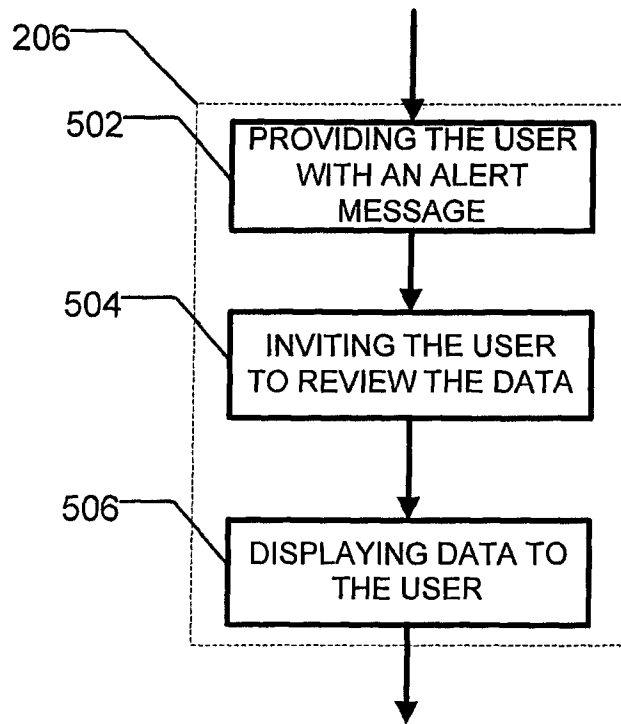 206
502
PROVIDING THE USER
WITH AN ALERT
MESSAGE
504
INVITING THE USER
TO REVIEW THE DATA
506
DISPLAYING DATA TO
THE USER